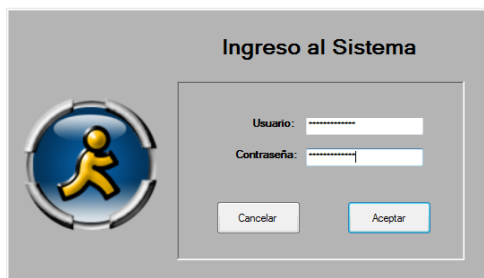 Ingreso al Sistema
Usuario: *************
Contraseña: *************
Cancelar Aceptar